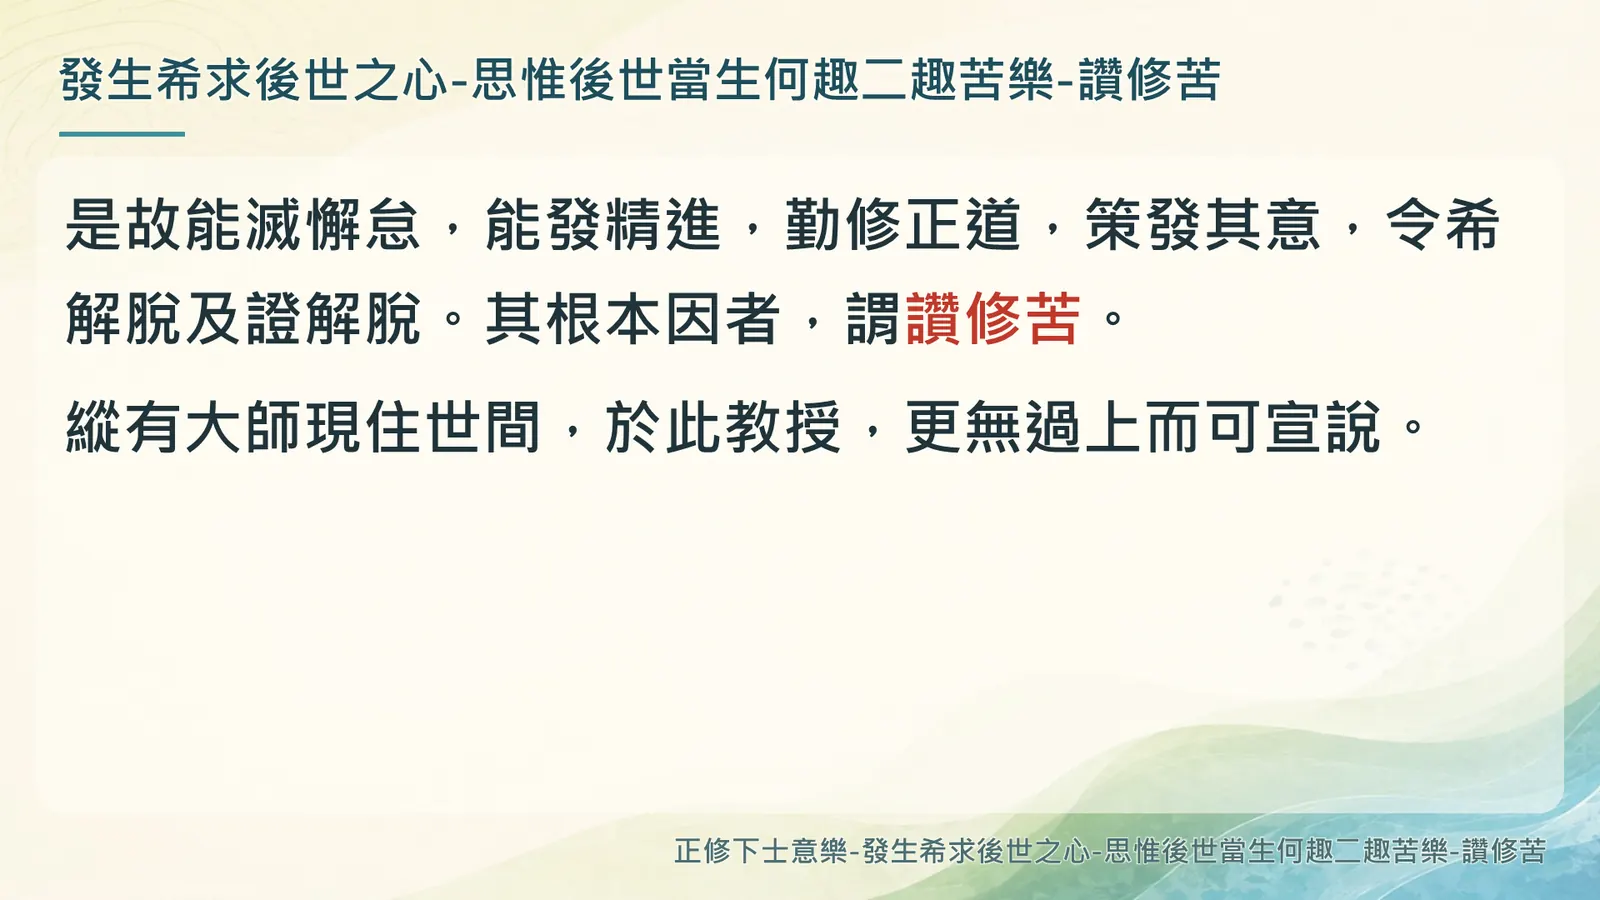 發生希求後世之心-思惟後世當生何趣二趣苦樂-讚修苦
是故能滅懈怠，能發精進，勤修正道，策發其意，令希
解脫及證解脫。其根本因者，謂讚修苦。
縱有大師現住世間，於此教授，更無過上而可宣說。
正修下士意樂-發生希求後世之心-思惟後世當生何趣二趣苦樂-讚修苦